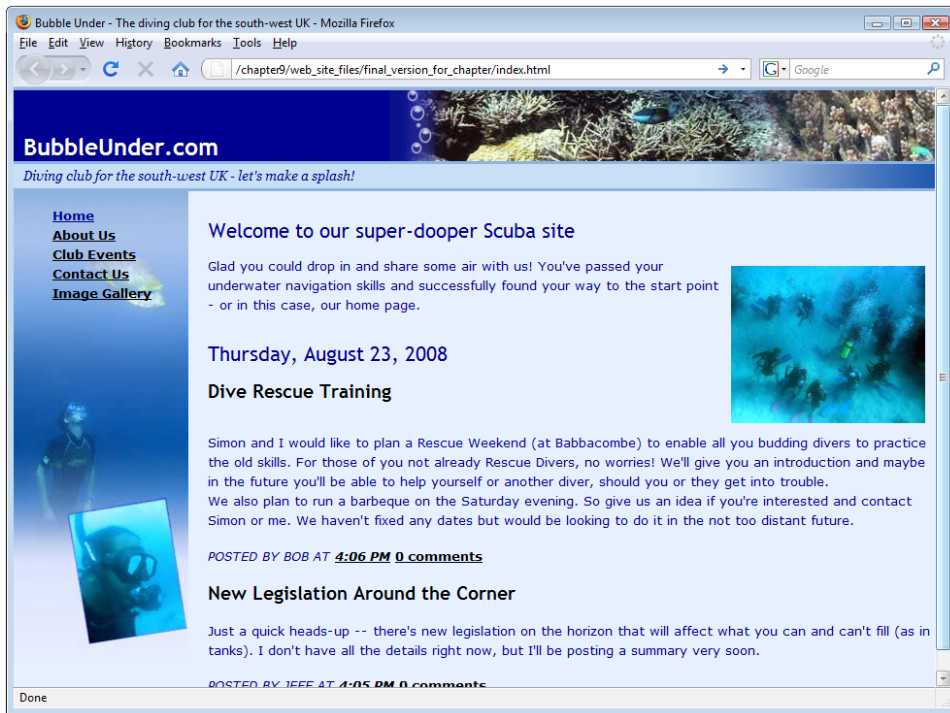 Bubble Under - The diving club for the south-west UK - Mozilla Firefox
File Edit View History Bookmarks Tools Help
/chapter9/web_site_files/final_version_for_chapter/index.html
G Google
BubbleUnder.com
Diving club for the south-west UK - let's make a splash!
Home
About Us
Club Events
Contact Us
Image Gallery
Welcome to our super-dooper Scuba site
Glad you could drop in and share some air with us! You've passed your
underwater navigation skills and successfully found your way to the start point
- or in this case, our home page.
Thursday, August 23, 2008
Dive Rescue Training
Simon and I would like to plan a Rescue Weekend (at Babbacombe) to enable all you budding divers to practice
the old skills. For those of you not already Rescue Divers, no worries! We'll give you an introduction and maybe
in the future you'll be able to help yourself or another diver, should you or they get into trouble.
We also plan to run a barbeque on the Saturday evening. So give us an idea if you're interested and contact
Simon or me. We haven't fixed any dates but would be looking to do it in the not too distant future.
POSTED BY BOB AT 4:06 PM 0 comments
New Legislation Around the Corner
Just a quick heads-up -- there's new legislation on the horizon that will affect what you can and can't fill (as in
tanks). I don't have all the details right now, but I'll be posting a summary very soon.
POSTED BY JEFF AT 4:05 PM 0 comments
Done